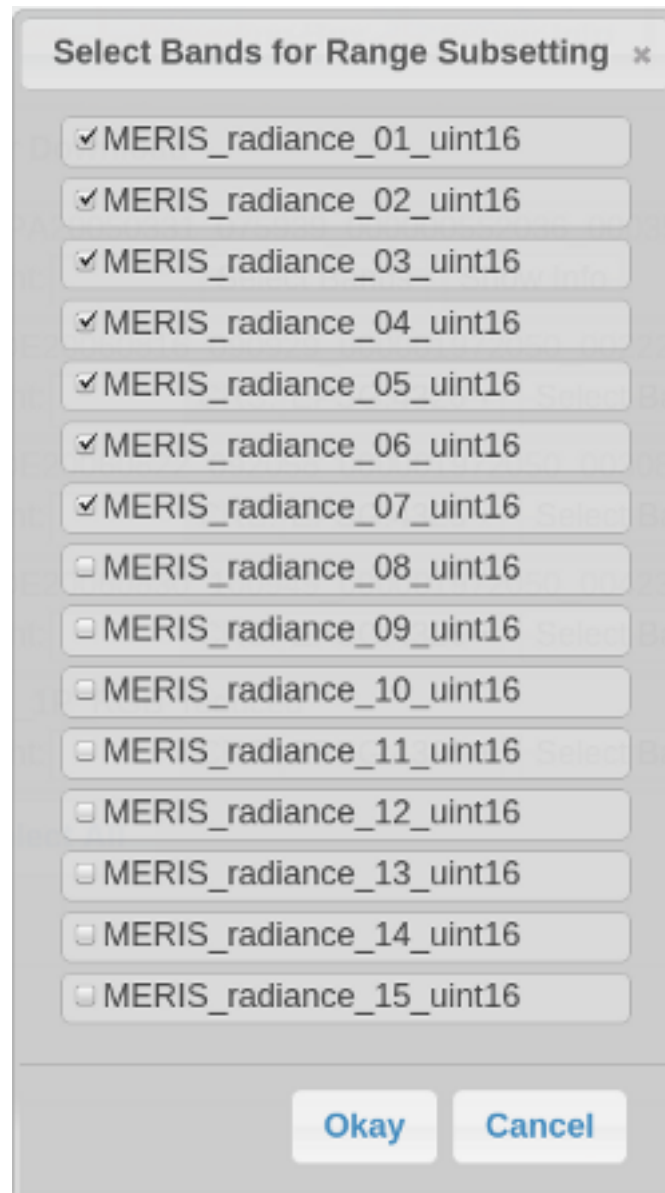 Select Bands for Range Subsetting ×
MERIS_radiance_01_uint16
MERIS_radiance_02_uint16
MERIS_radiance_03_uint16
MERIS_radiance_04_uint16
MERIS_radiance_05_uint16
MERIS_radiance_06_uint16
MERIS_radiance_07_uint16
MERIS_radiance_08_uint16
MERIS_radiance_09_uint16
MERIS_radiance_10_uint16
MERIS_radiance_11_uint16
MERIS_radiance_12_uint16
MERIS_radiance_13_uint16
MERIS_radiance_14_uint16
MERIS_radiance_15_uint16
Okay Cancel